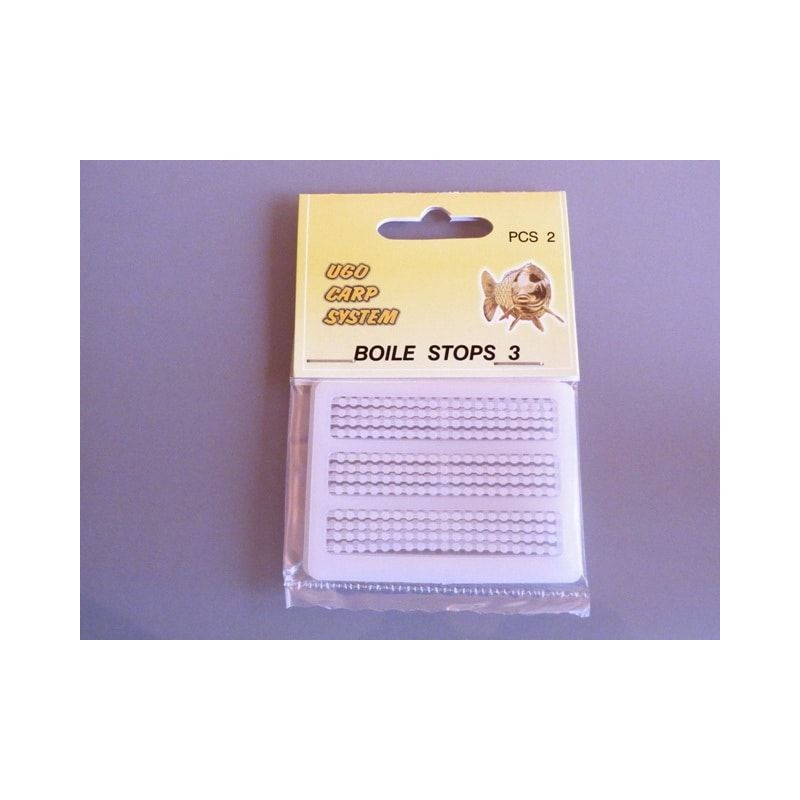 PCS 2
UGO
CARP
SYSTEM
BOILE STOPS 3